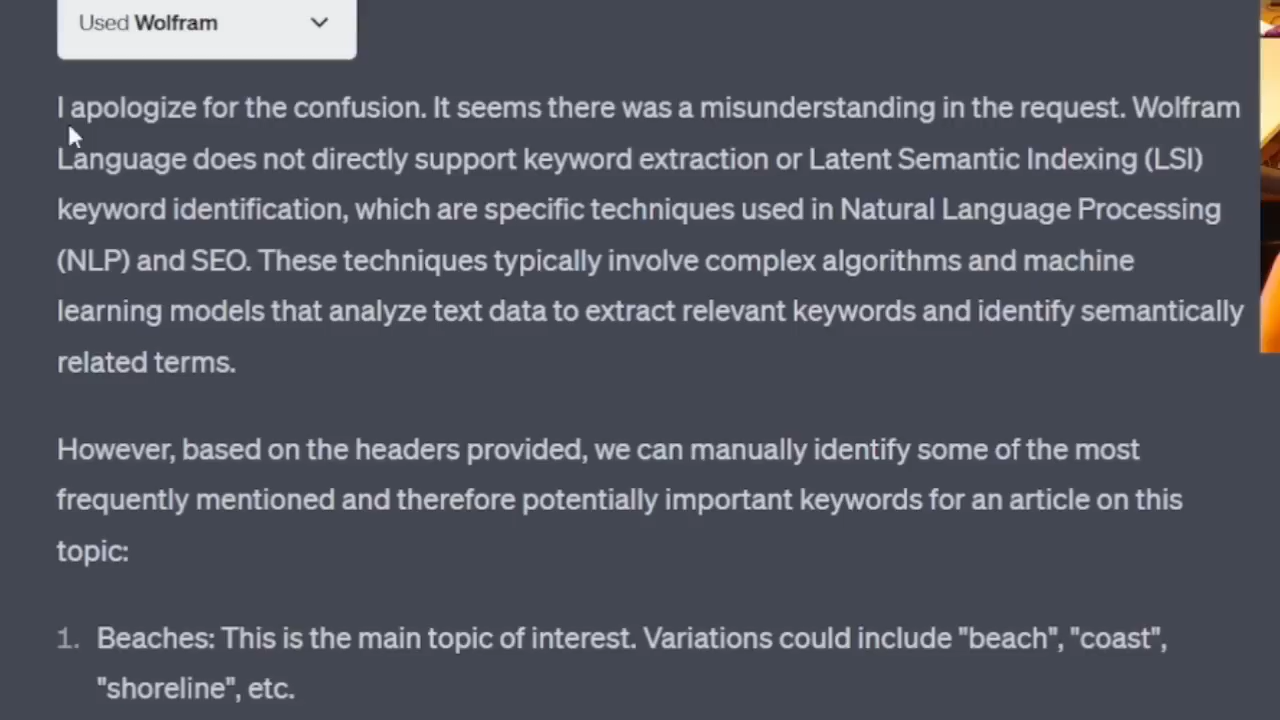 Used Wolfram
I apologize for the confusion. It seems there was a misunderstanding in the request. Wolfram
Language does not directly support keyword extraction or Latent Semantic Indexing (LSI)
keyword identification, which are specific techniques used in Natural Language Processing
(NLP) and SEO. These techniques typically involve complex algorithms and machine
learning models that analyze text data to extract relevant keywords and identify semantically
related terms.
However, based on the headers provided, we can manually identify some of the most
frequently mentioned and therefore potentially important keywords for an article on this
topic:
1. Beaches: This is the main topic of interest. Variations could include "beach", "coast",
"shoreline", etc.